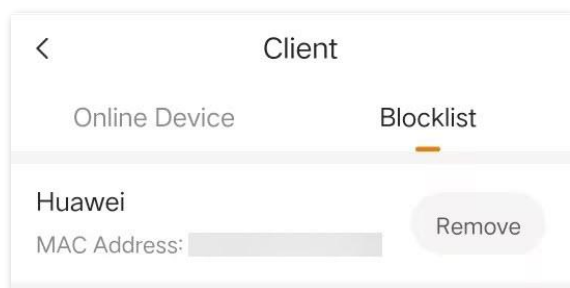 Client
Online Device Blocklist
Huawei
MAC Address:
Remove